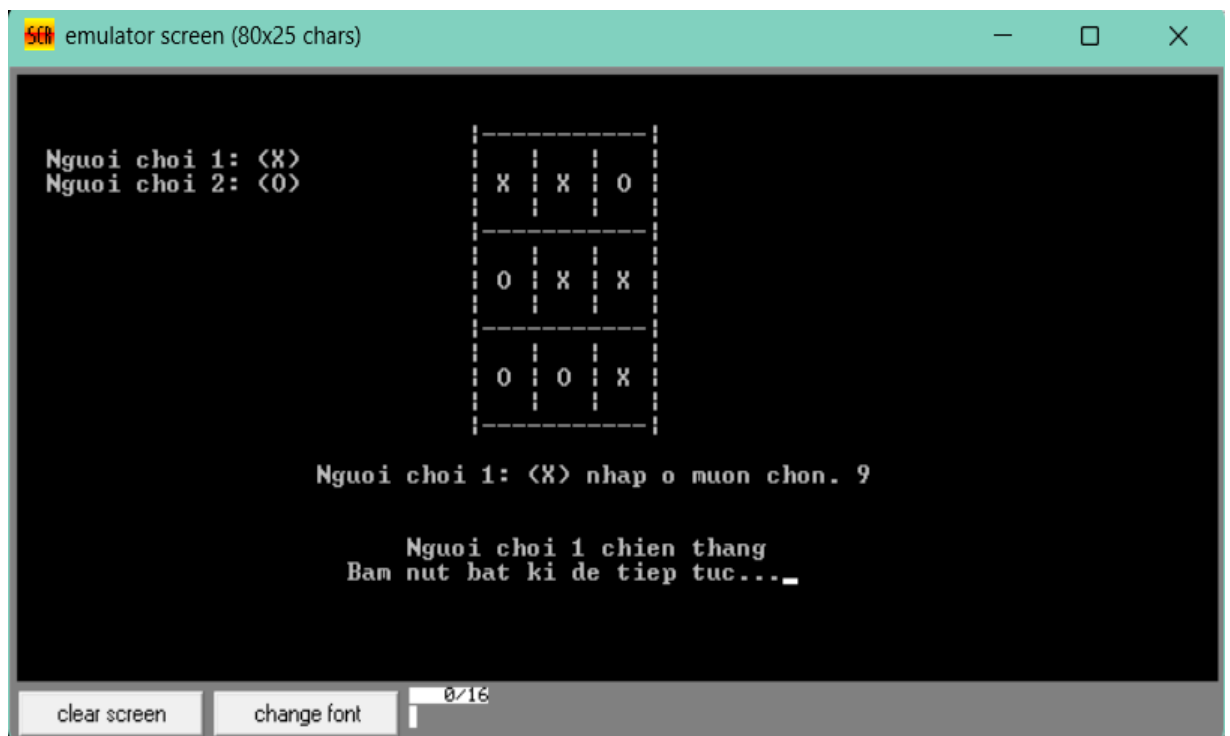 SCR emulator screen (80x25 chars)
Nguoi choi 1: (X)
Nguoi choi 2: (O)
X X O
O X X
O O X
Nguoi choi 1: (X) nhap o muon chon. 9
Nguoi choi 1 chien thang
Bam nut bat ki de tiep tuc...
clear screen change font 0/16